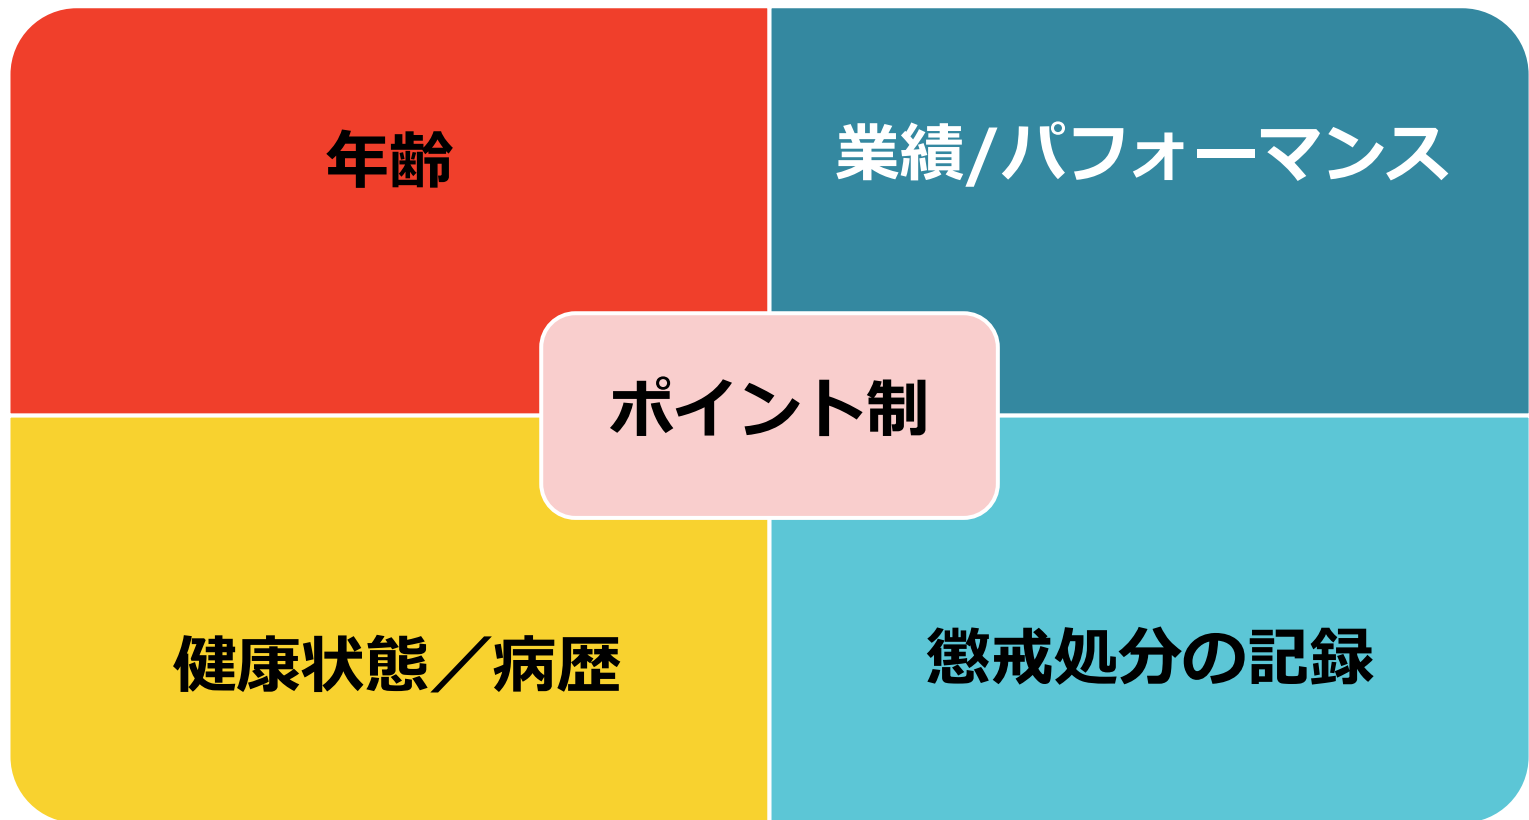 年齢
業績/パフォーマンス
ポイント制
健康状態／病歴
懲戒処分の記録